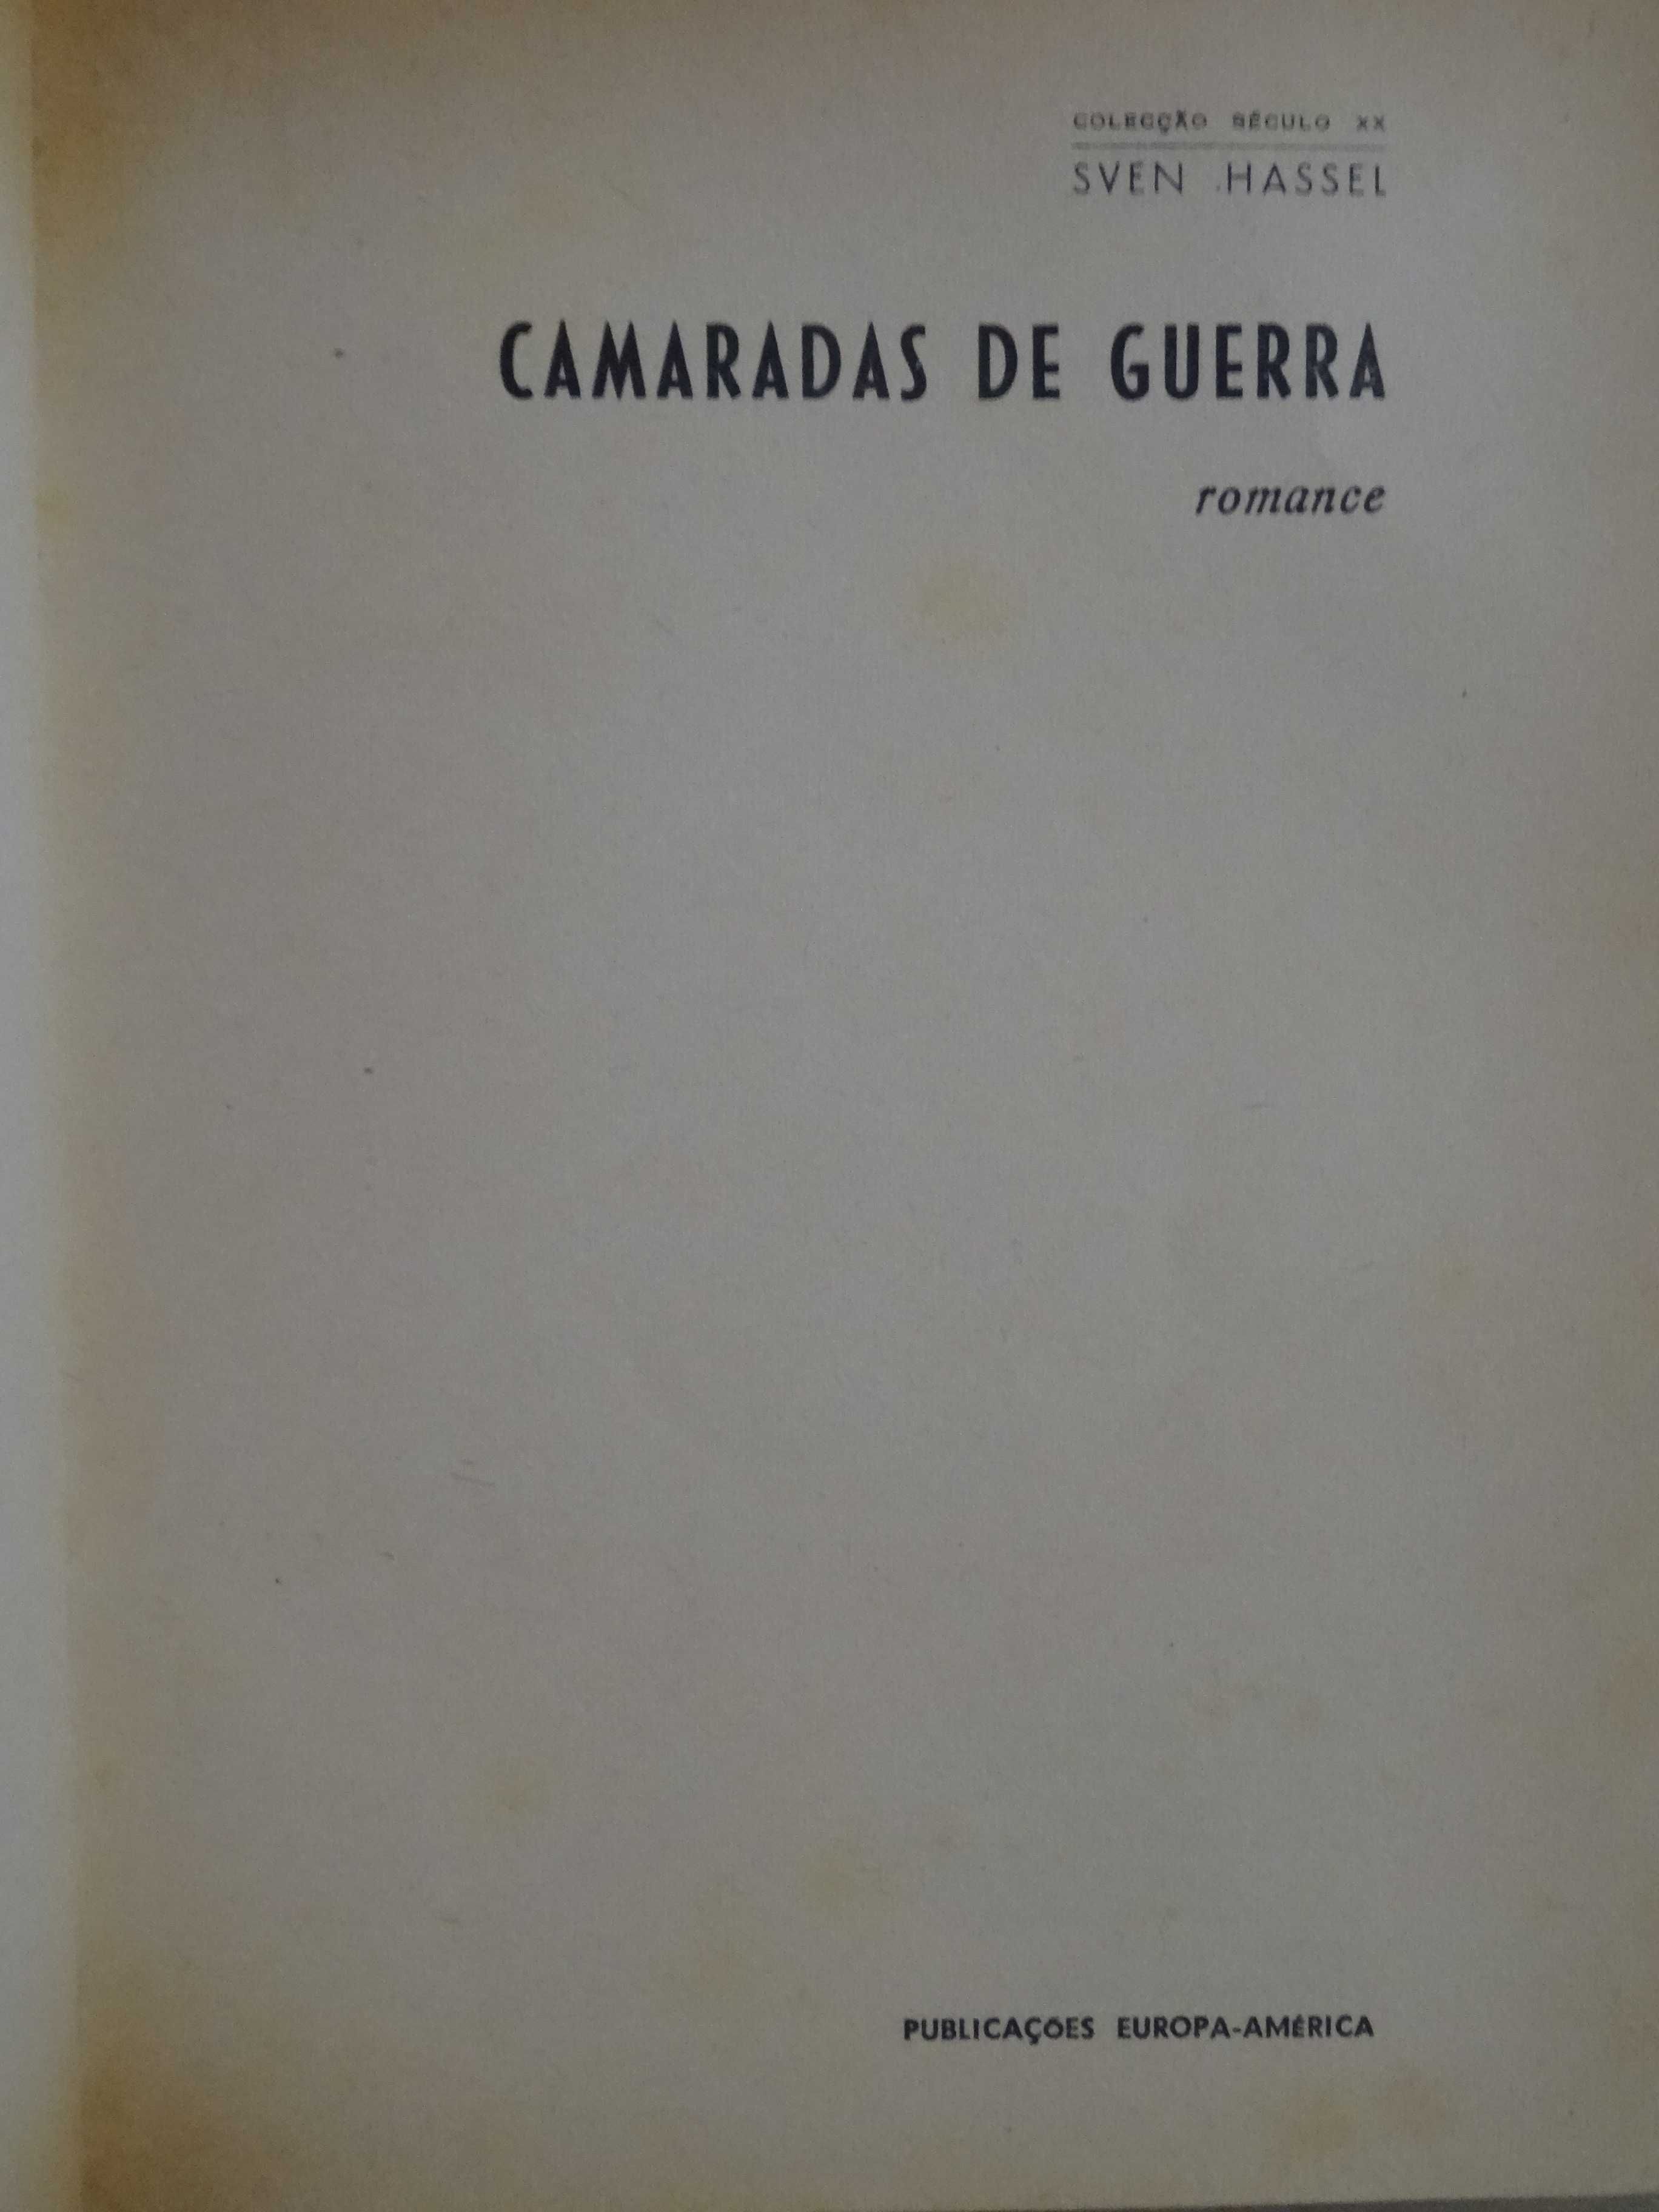 COLECÇÃO SÉCULO XX
SVEN HASSEL
CAMARADAS DE GUERRA
romance
PUBLICAÇÕES EUROPA-AMÉRICA